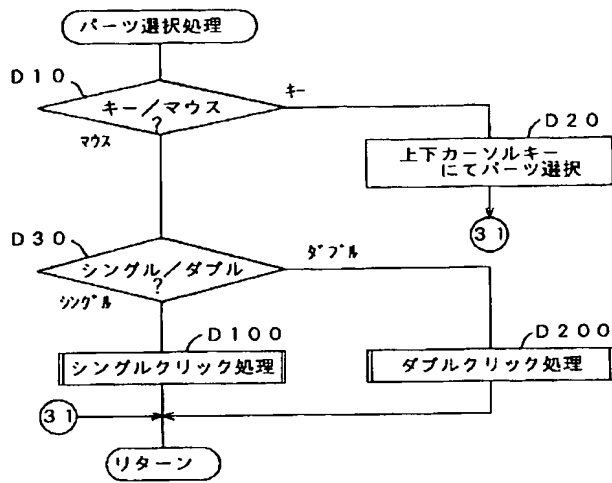 パーツ選択処理
D10
キー
キー/マウス
?
マウス
D20
上下カーソルキー
にてパーツ選択
31
D30
ダブル
シングル/ダブル
?
シングル
D100
D200
シングルクリック処理
ダブルクリック処理
31
リターン